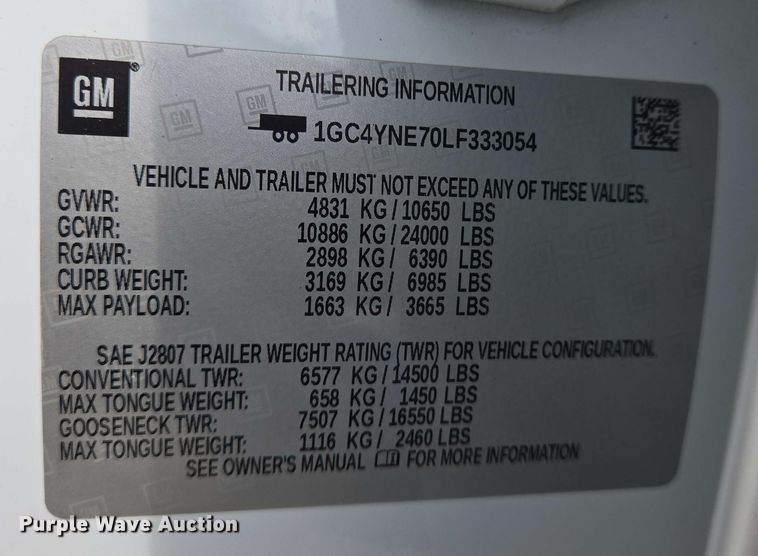 GM ®
TRAILERING INFORMATION
1GC4YNE70LF333054
VEHICLE AND TRAILER MUST NOT EXCEED ANY OF THESE VALUES.
GVWR: 4831 KG/10650 LBS
GCWR: 10886 KG/24000 LBS
RGAWR: 2898 KG/ 6390 LBS
CURB WEIGHT: 3169 KG/ 6985 LBS
MAX PAYLOAD: 1663 KG/ 3665 LBS
SAE J2807 TRAILER WEIGHT RATING (TWR) FOR VEHICLE CONFIGURATION.
CONVENTIONAL TWR: 6577 KG/14500 LBS
MAX TONGUE WEIGHT: 658 KG/ 1450 LBS
GOOSENECK TWR: 7507 KG/16550 LBS
MAX TONGUE WEIGHT: 1116 KG/ 2460 LBS
SEE OWNER'S MANUAL FOR MORE INFORMATION
Purple Wave Auction